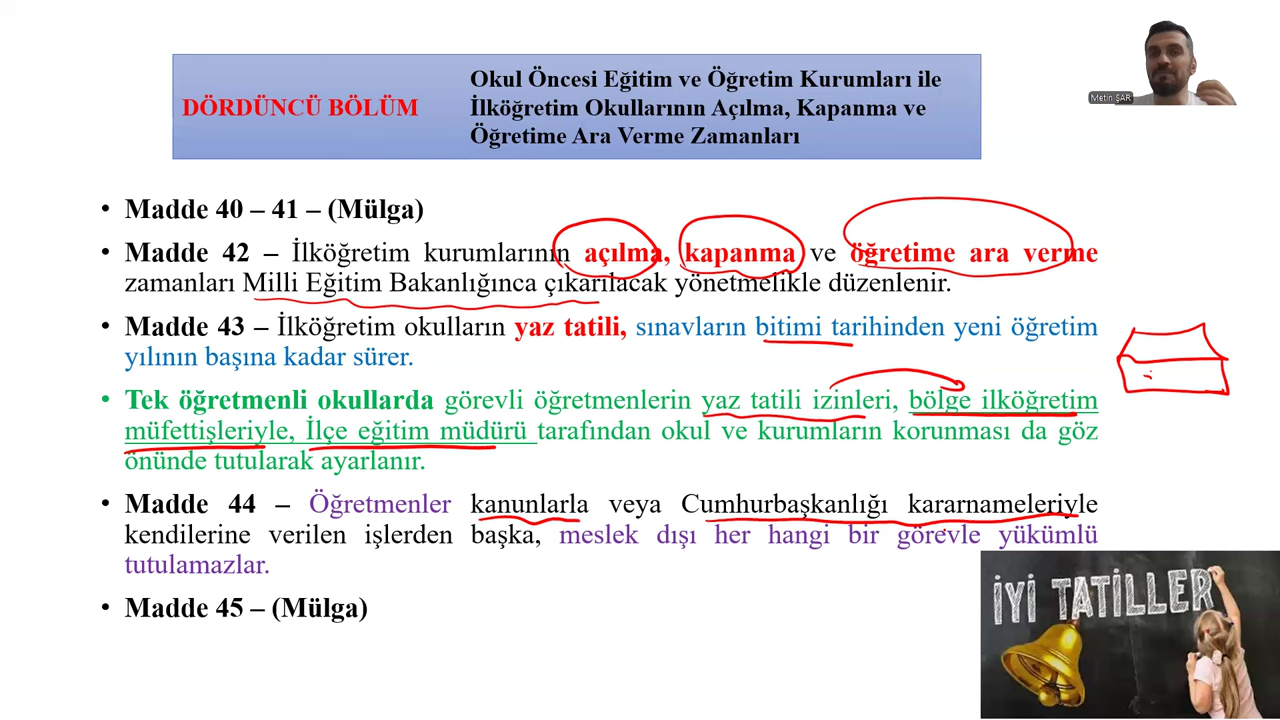 Metin ŞAR
DÖRDÜNCÜ BÖLÜM
Okul Öncesi Eğitim ve Öğretim Kurumları ile
İlköğretim Okullarının Açılma, Kapanma ve
Öğretime Ara Verme Zamanları
• Madde 40 – 41 – (Mülga)
• Madde 42 – İlköğretim kurumlarının açılma, kapanma ve öğretime ara verme
zamanları Milli Eğitim Bakanlığınca çıkarılacak yönetmelikle düzenlenir.
• Madde 43 – İlköğretim okulların yaz tatili, sınavların bitimi tarihinden yeni öğretim
yılının başına kadar sürer.
• Tek öğretmenli okullarda görevli öğretmenlerin yaz tatili izinleri, bölge ilköğretim
müfettişleriyle, İlçe eğitim müdürü tarafından okul ve kurumların korunması da göz
önünde tutularak ayarlanır.
• Madde 44 – Öğretmenler kanunlarla veya Cumhurbaşkanlığı kararnameleriyle
kendilerine verilen işlerden başka, meslek dışı her hangi bir görevle yükümlü
tutulamazlar.
• Madde 45 – (Mülga)
İYİ TATİLLER